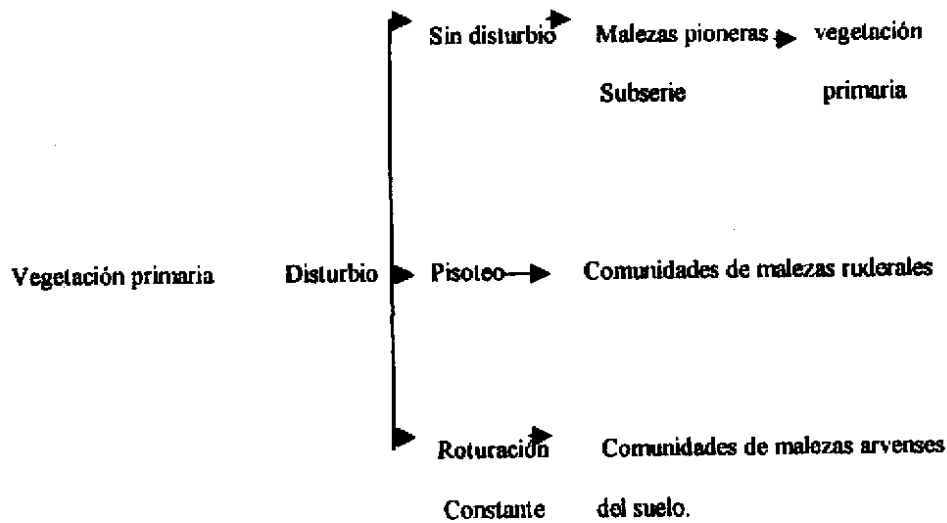 Sin disturbio Malezas pioneras vegetación
Subserie primaria
Vegetación primaria Disturbio Pisoteo Comunidades de malezas ruderales
Roturación Comunidades de malezas arvenses
Constante del suelo.